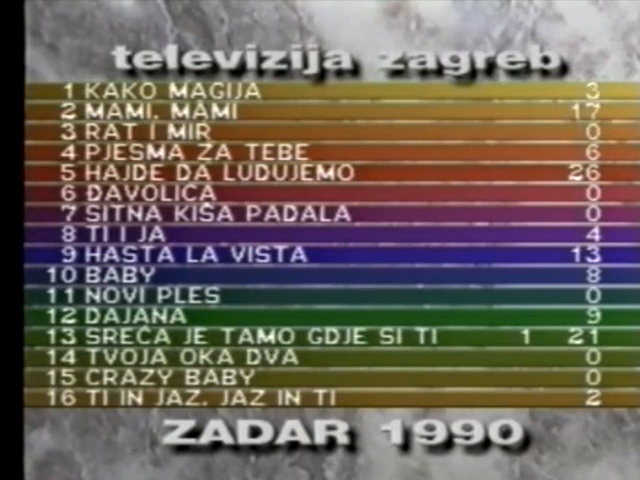 televizija zagreb
1 KAKO MAGIJA 3
2 MAMI, MAMI 17
3 RAT I MIR 0
4 PJESMA ZA TEBE 6
5 HAJDE DA LUDUJEMO 26
6 ĐAVOLICA 0
7 SITNA KIŠA PADALA 0
8 TI I JA 4
9 HASTA LA VISTA 13
10 BABY 8
11 NOVI PLES 0
12 DAJANA 9
13 SREĆA JE TAMO GDJE SI TI 1 21
14 TVOJA OKA DVA 0
15 CRAZY BABY 0
16 TI IN JAZ, JAZ IN TI 2
ZADAR 1990